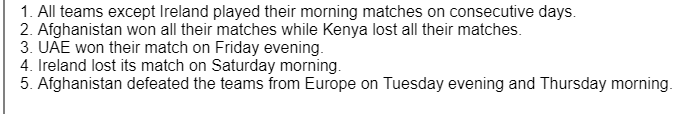 1. All teams except Ireland played their morning matches on consecutive days.
2. Afghanistan won all their matches while Kenya lost all their matches.
3. UAE won their match on Friday evening.
4. Ireland lost its match on Saturday morning.
5. Afghanistan defeated the teams from Europe on Tuesday evening and Thursday morning.